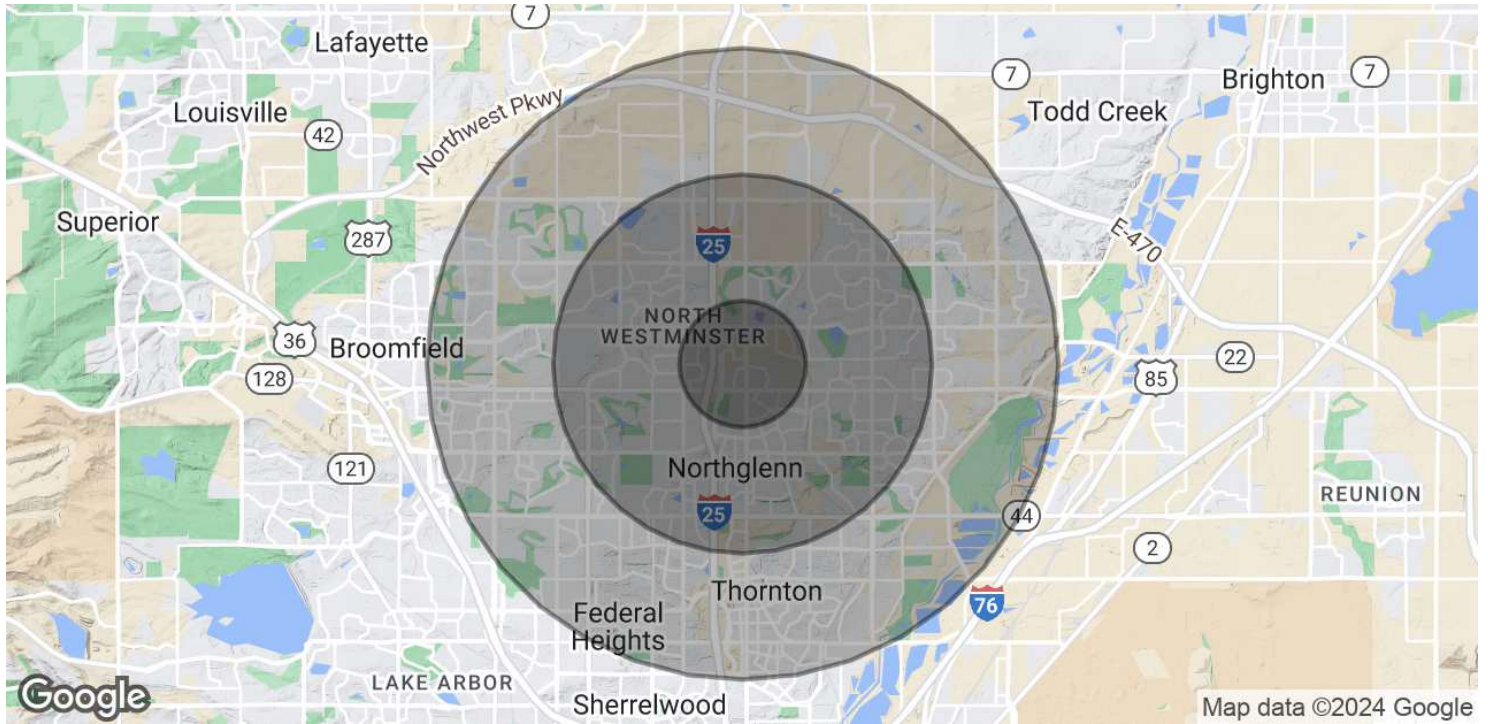 7
Lafayette
7
Brighton
7
Louisville
42
Northwest Pkwy
Todd Creek
Superior
287
25
E-470
NORTH
WESTMINSTER
36
Broomfield
128
22
85
121
Northglenn
25
44
REUNION
2
Thornton
76
Federal
Heights
LAKE ARBOR
Sherrelwood
Google
Map data ©2024 Google